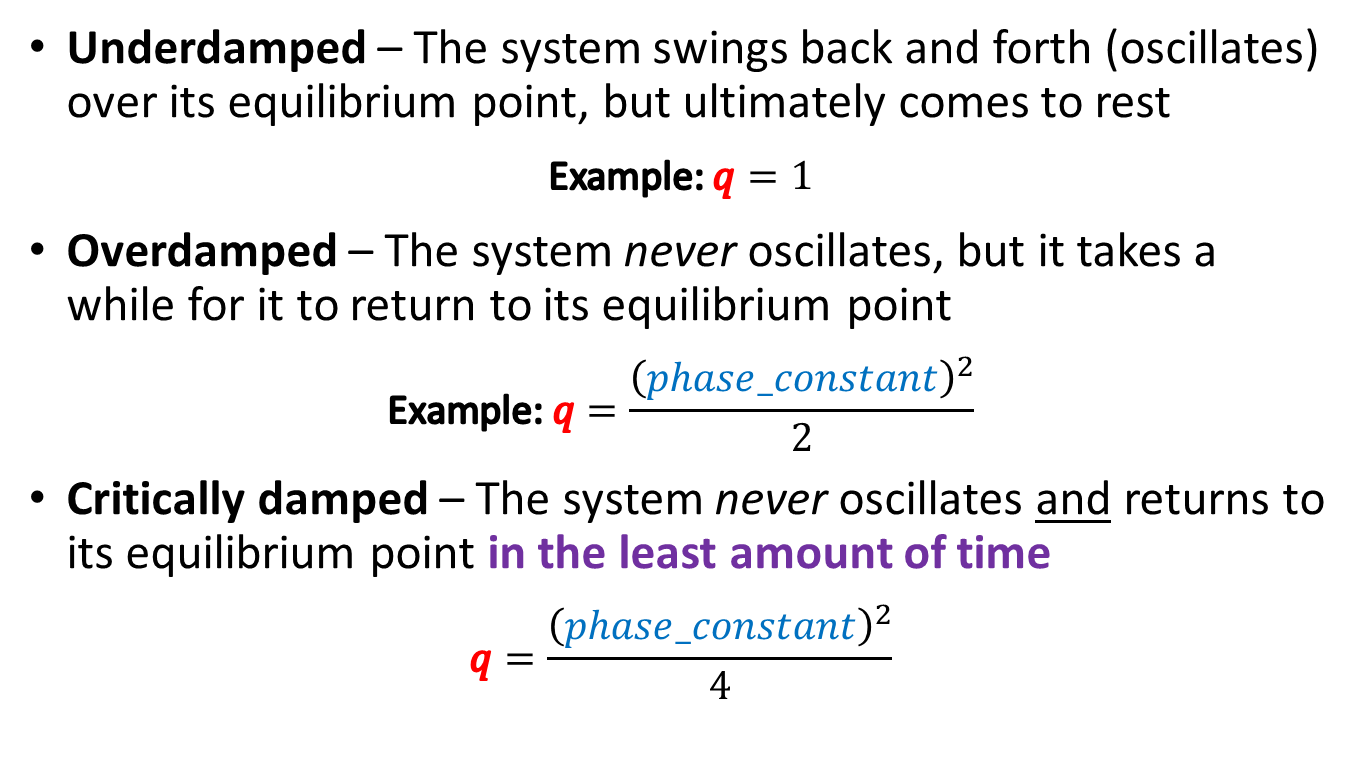 • Underdamped – The system swings back and forth (oscillates)
over its equilibrium point, but ultimately comes to rest
Example: q = 1
• Overdamped – The system never oscillates, but it takes a
while for it to return to its equilibrium point
Example: q = (phase_constant)² / 2
• Critically damped – The system never oscillates and returns to
its equilibrium point in the least amount of time
q = (phase_constant)² / 4